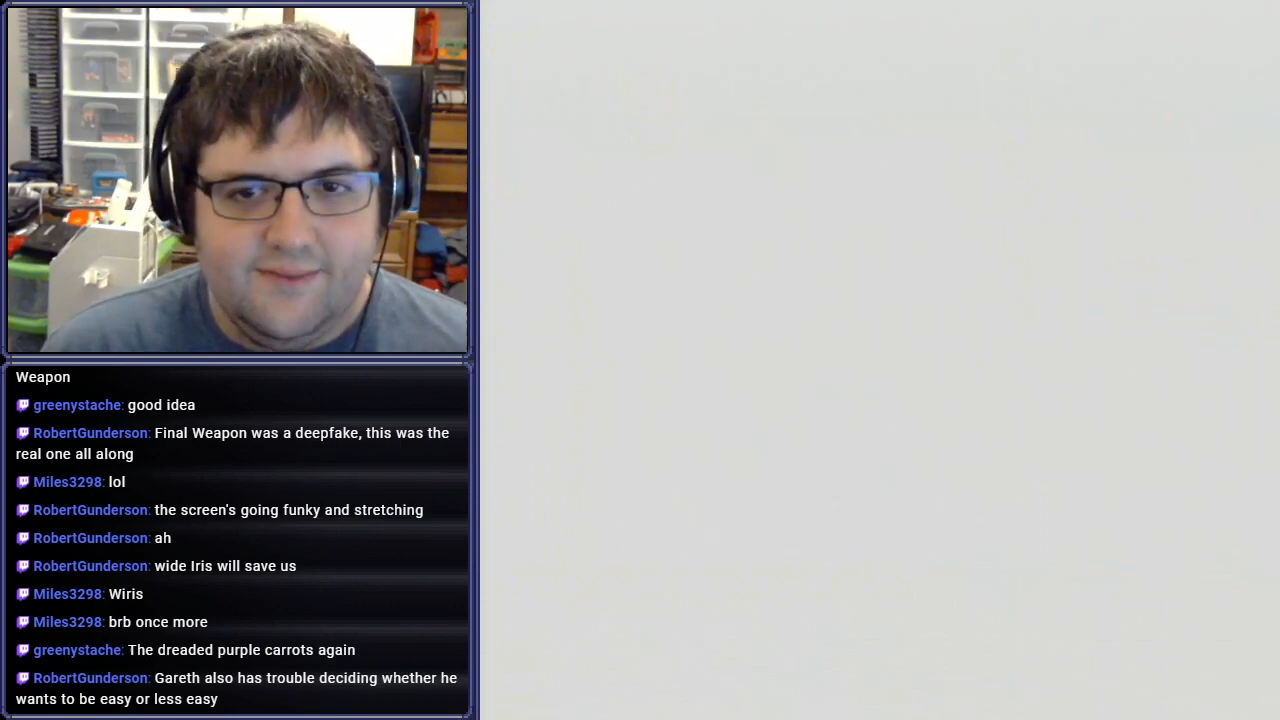 Weapon
greenystache: good idea
RobertGunderson: Final Weapon was a deepfake, this was the
real one all along
Miles3298: lol
RobertGunderson: the screen's going funky and stretching
RobertGunderson: ah
RobertGunderson: wide Iris will save us
Miles3298: Wiris
Miles3298: brb once more
greenystache: The dreaded purple carrots again
RobertGunderson: Gareth also has trouble deciding whether he
wants to be easy or less easy